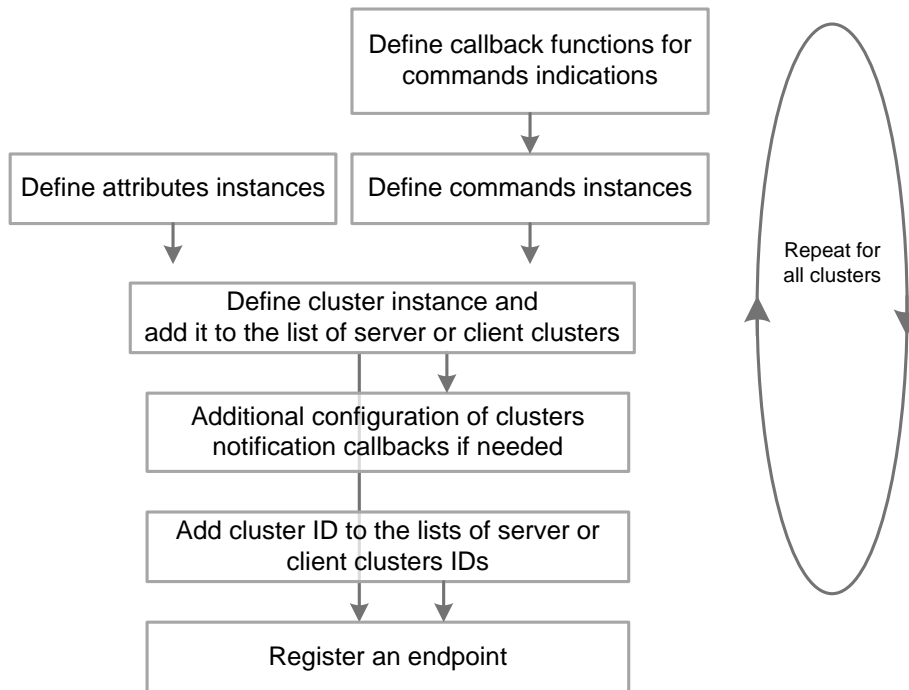 Define callback functions for
commands indications
Define attributes instances
Define commands instances
Repeat for
all clusters
Define cluster instance and
add it to the list of server or client clusters
Additional configuration of clusters
notification callbacks if needed
Add cluster ID to the lists of server or
client clusters IDs
Register an endpoint